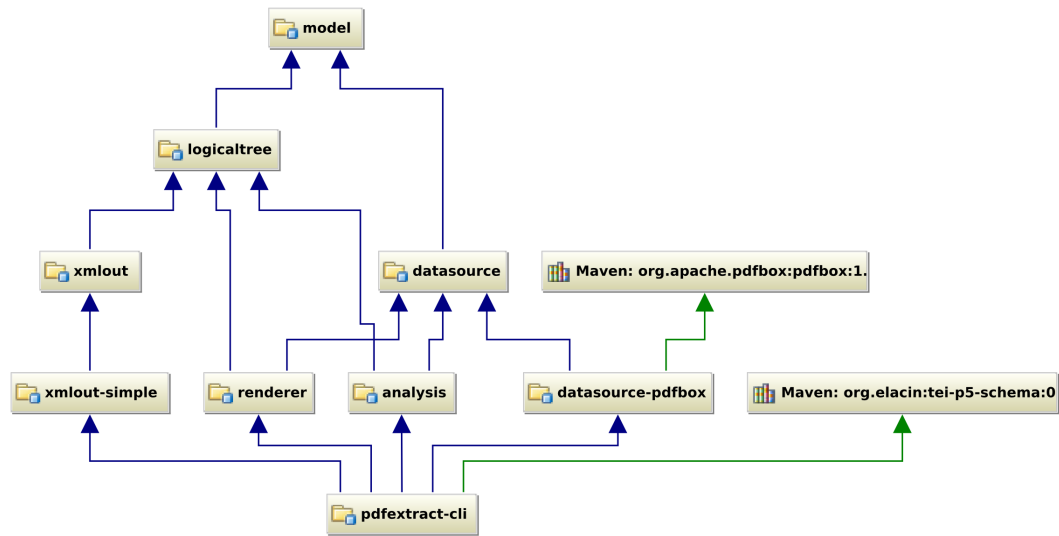 model
logicaltree
xmlout
datasource
Maven: org.apache.pdfbox:pdfbox:1.
xmlout-simple
renderer
analysis
datasource-pdfbox
Maven: org.elacin:tei-p5-schema:0
pdfextract-cli